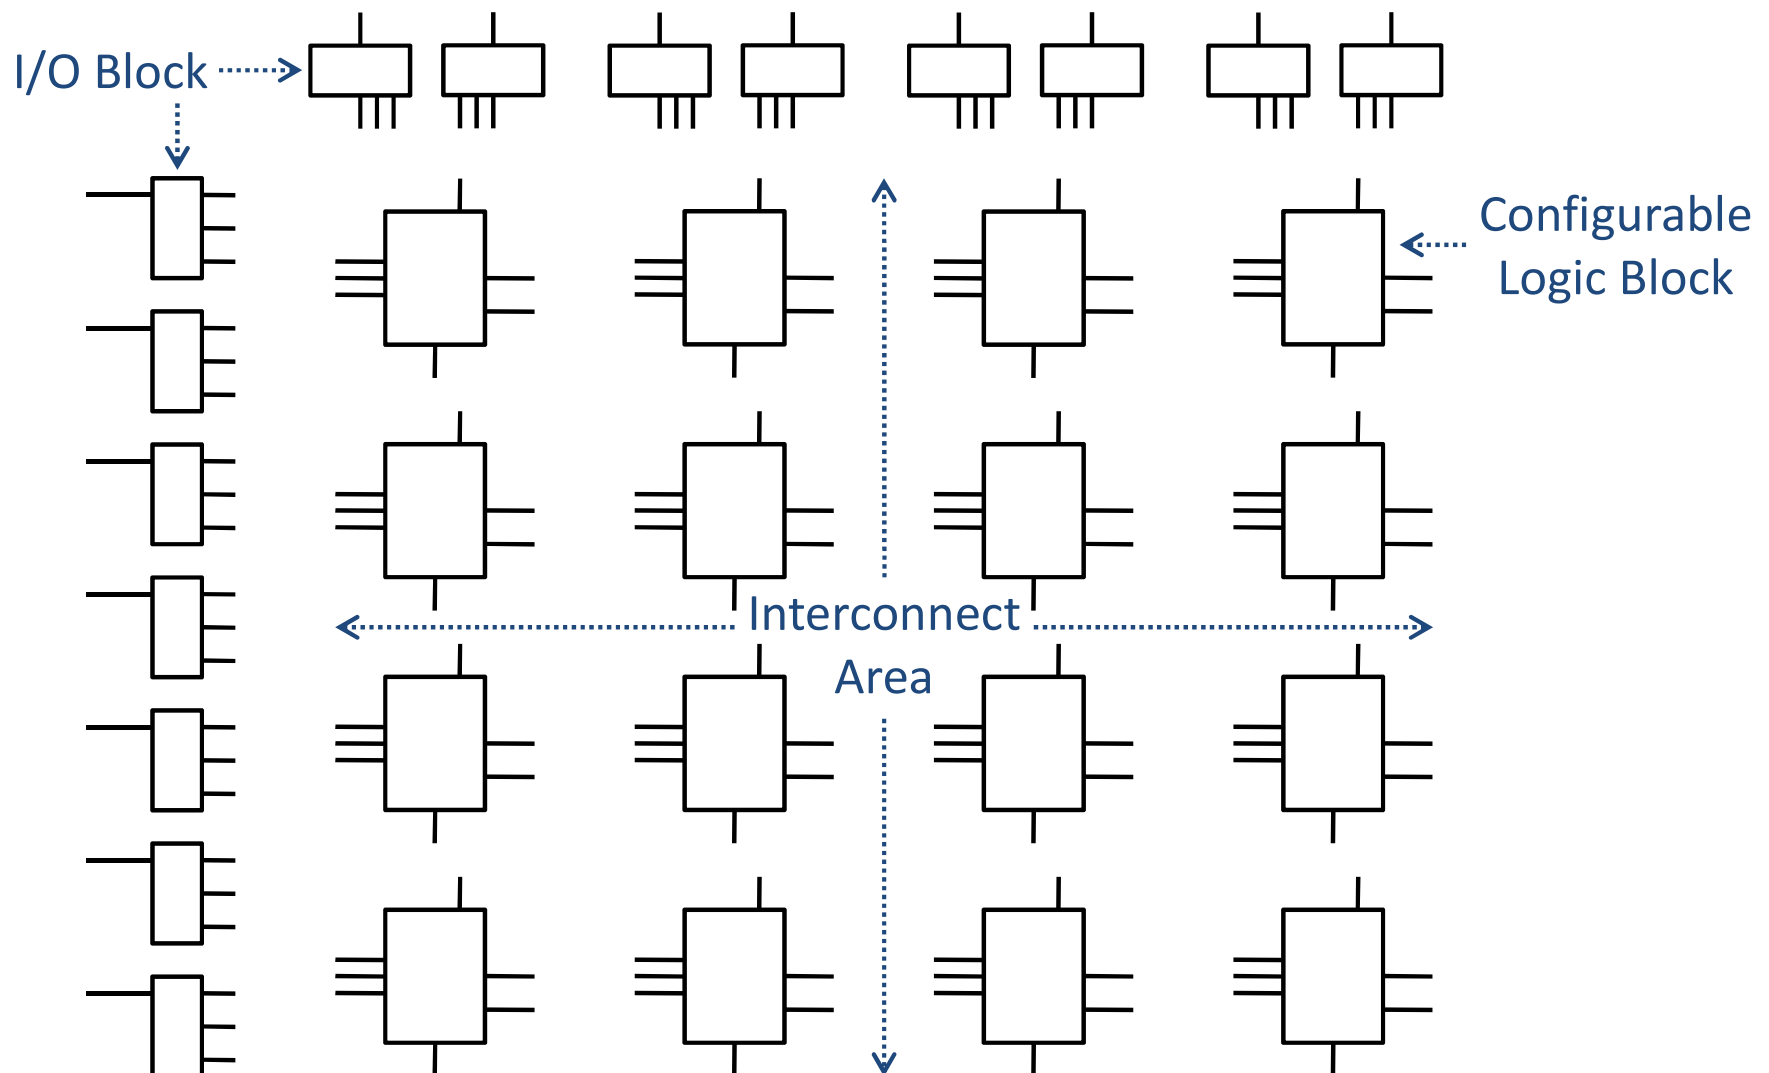 I/O Block
Configurable
Logic Block
Interconnect
Area